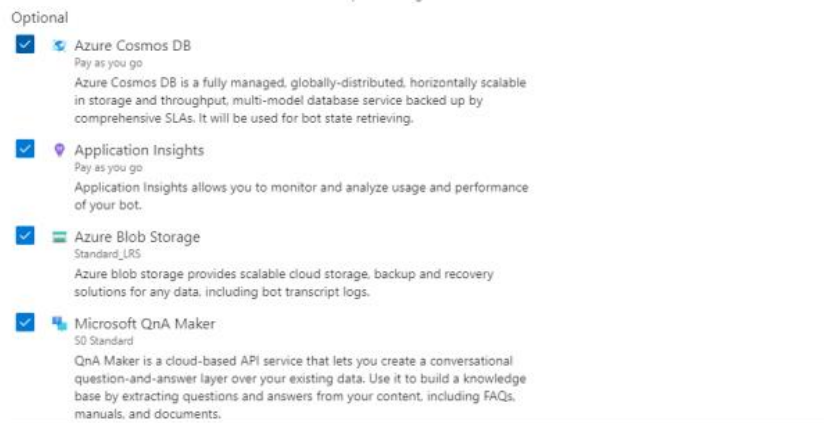 Optional
Azure Cosmos DB
Pay as you go
Azure Cosmos DB is a fully managed, globally-distributed, horizontally scalable
in storage and throughput, multi-model database service backed up by
comprehensive SLAs. It will be used for bot state retrieving.
Application Insights
Pay as you go
Application Insights allows you to monitor and analyze usage and performance
of your bot.
Azure Blob Storage
Standard_LRS
Azure blob storage provides scalable cloud storage, backup and recovery
solutions for any data, including bot transcript logs.
Microsoft QnA Maker
S0 Standard
QnA Maker is a cloud-based API service that lets you create a conversational
question-and-answer layer over your existing data. Use it to build a knowledge
base by extracting questions and answers from your content, including FAQs,
manuals, and documents.